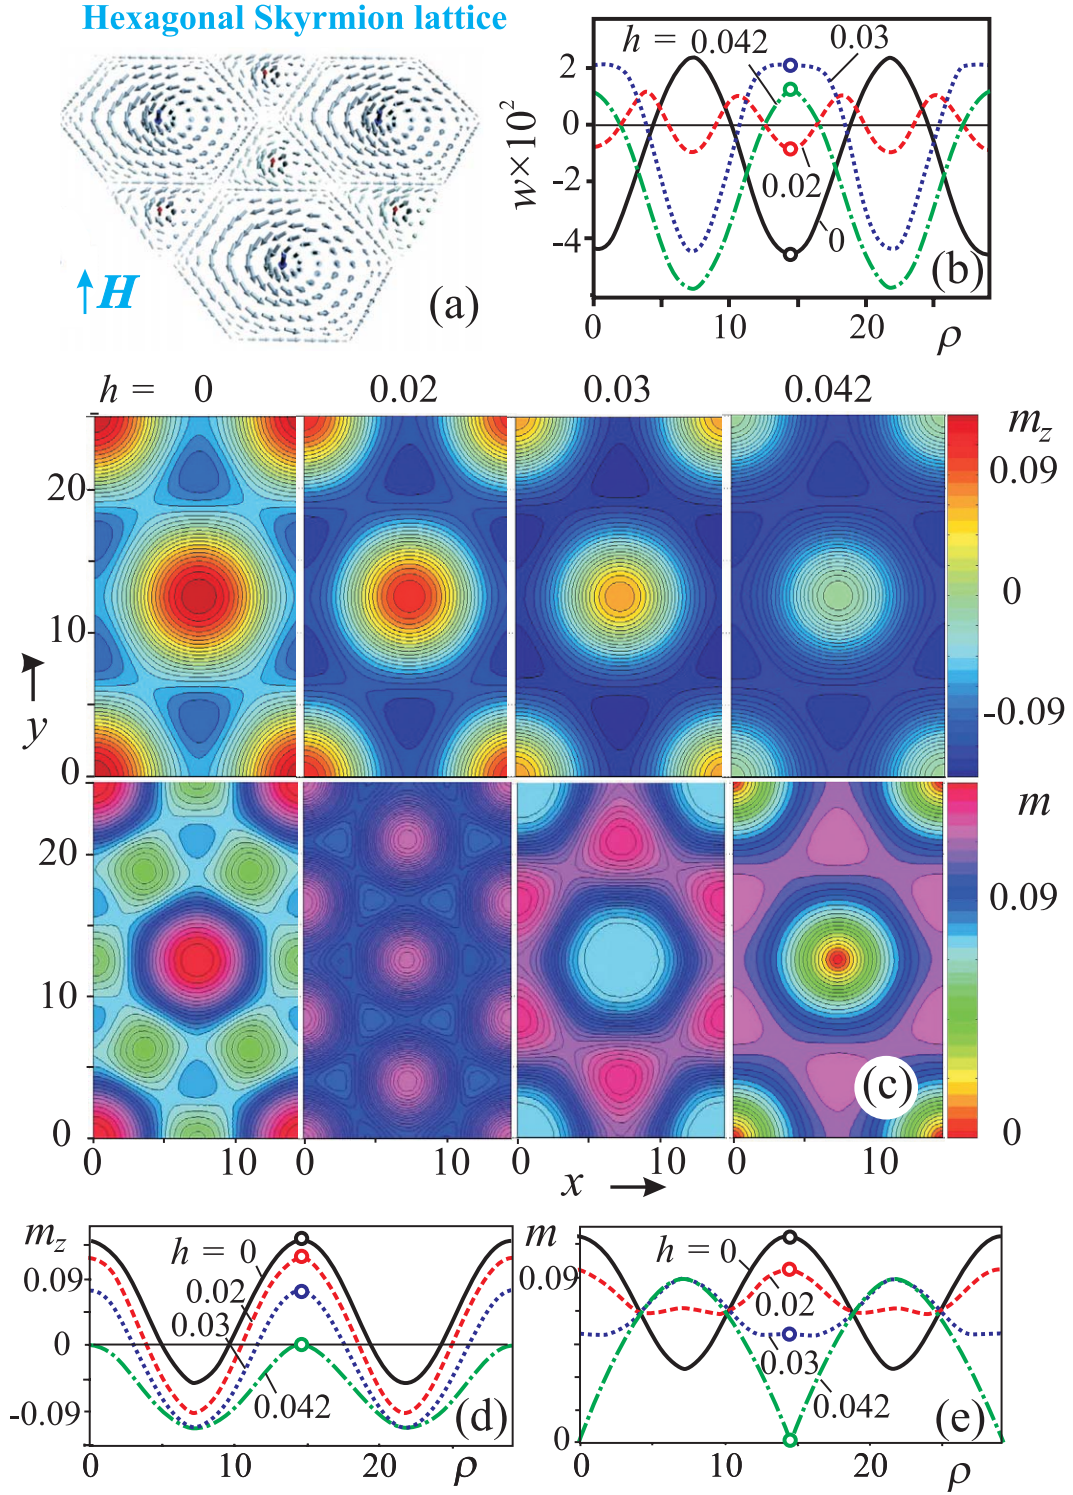 Hexagonal Skyrmion lattice
H
(a)
h = 0.042 0.03
w×10²
2
0
-2
-4
0.02
0
(b)
0 10 20 ρ
h = 0 0.02 0.03 0.042
m_z
0.09
0
-0.09
20
10
0
y
m
0.09
0
20
10
0
(c)
0 10 0 10 0 10 0 10
x
m_z
0.09
0
-0.09
h = 0
0.02
0.03
0.042
(d)
0 10 20 ρ
m
0.09
0
h = 0
0.02
0.03
0.042
(e)
0 10 20 ρ